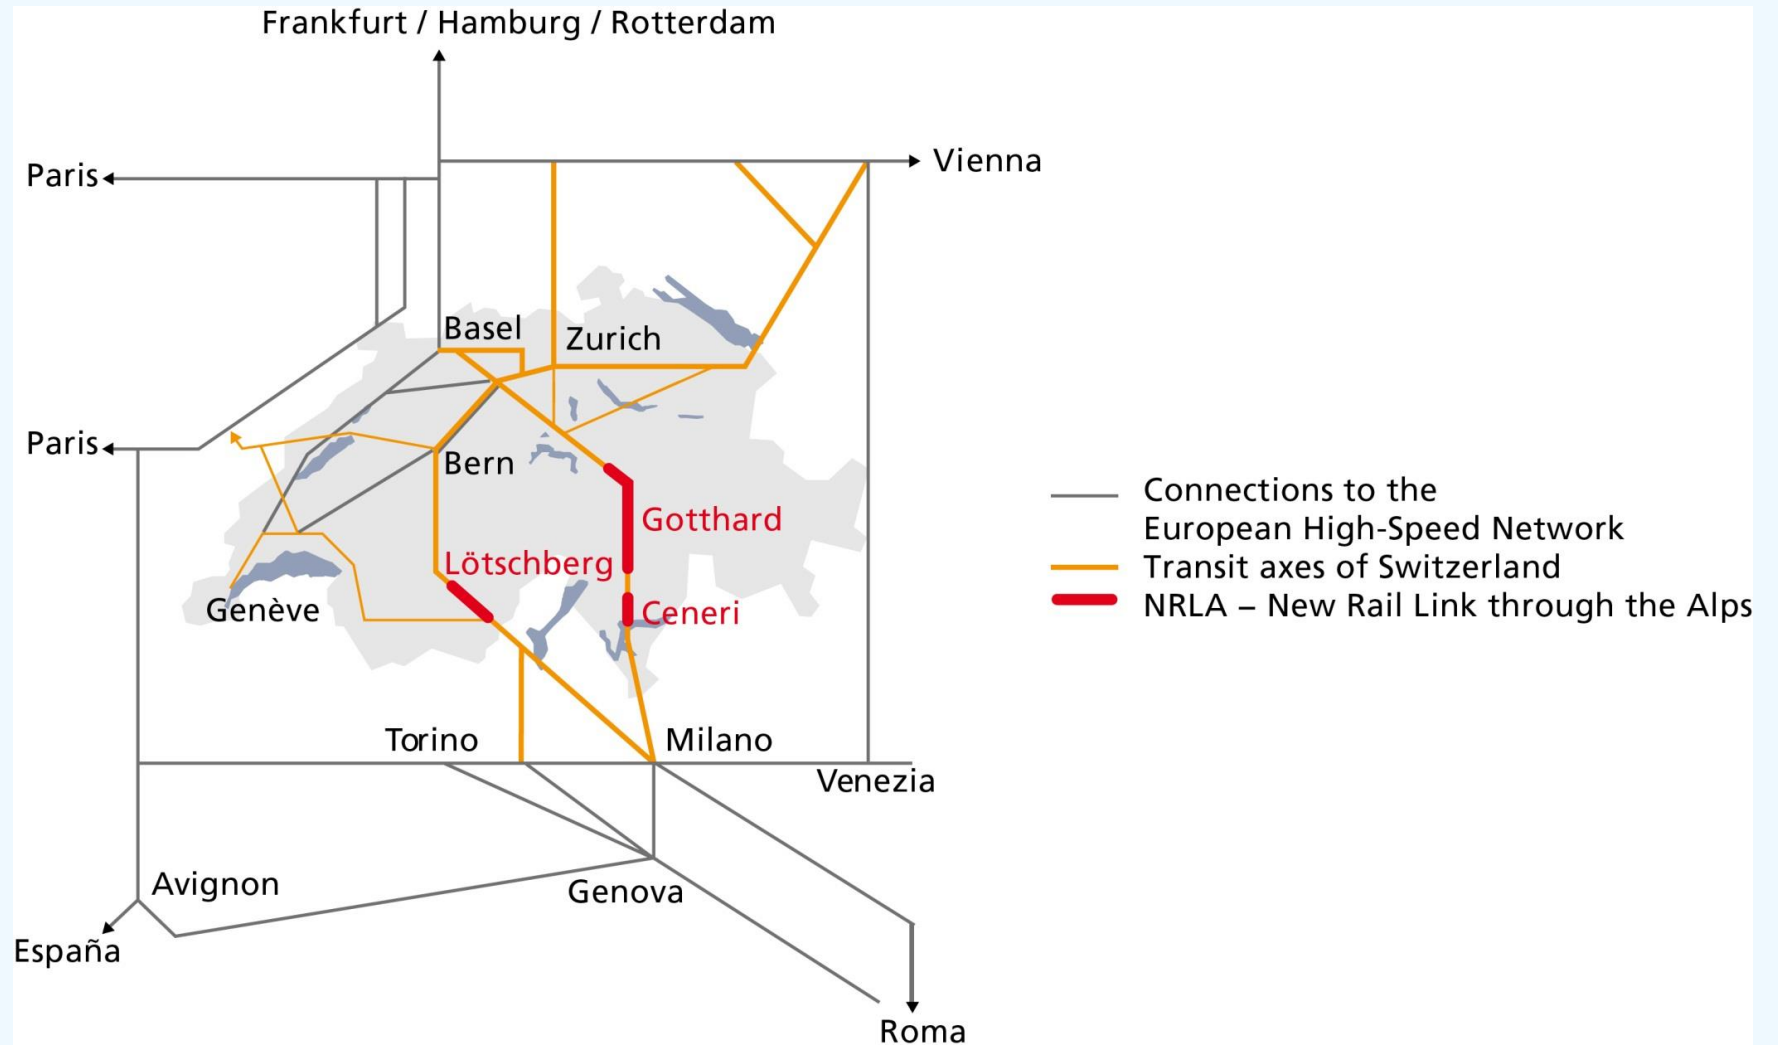 Frankfurt / Hamburg / Rotterdam
Vienna
Paris
Basel
Zurich
Paris
Bern
Gotthard
Lötschberg
Ceneri
Genève
Torino
Milano
Venezia
Avignon
Genova
España
Roma
Connections to the
European High-Speed Network
Transit axes of Switzerland
NRLA – New Rail Link through the Alps